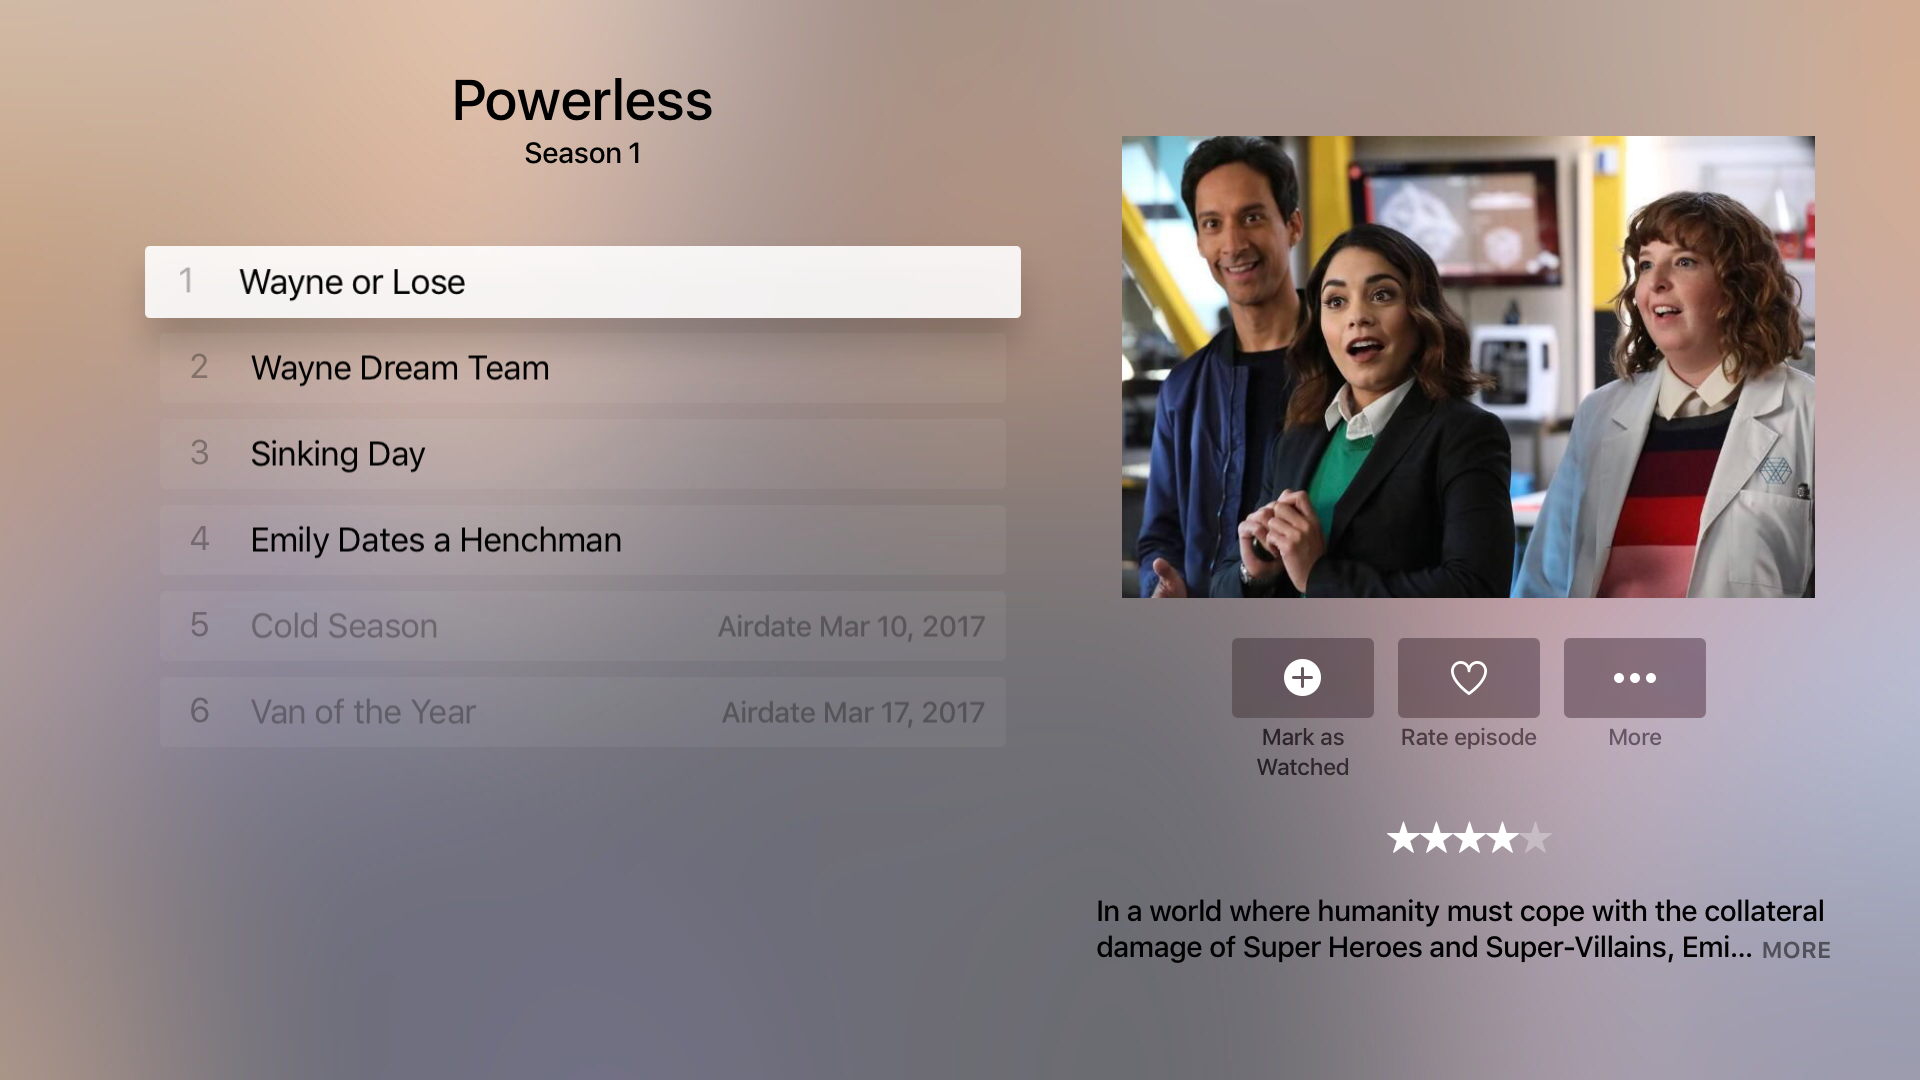 Powerless
Season 1
1 Wayne or Lose
2 Wayne Dream Team
3 Sinking Day
4 Emily Dates a Henchman
5 Cold Season Airdate Mar 10, 2017
6 Van of the Year Airdate Mar 17, 2017
Mark as
Watched
Rate episode
More
In a world where humanity must cope with the collateral
damage of Super Heroes and Super-Villains, Emi... MORE